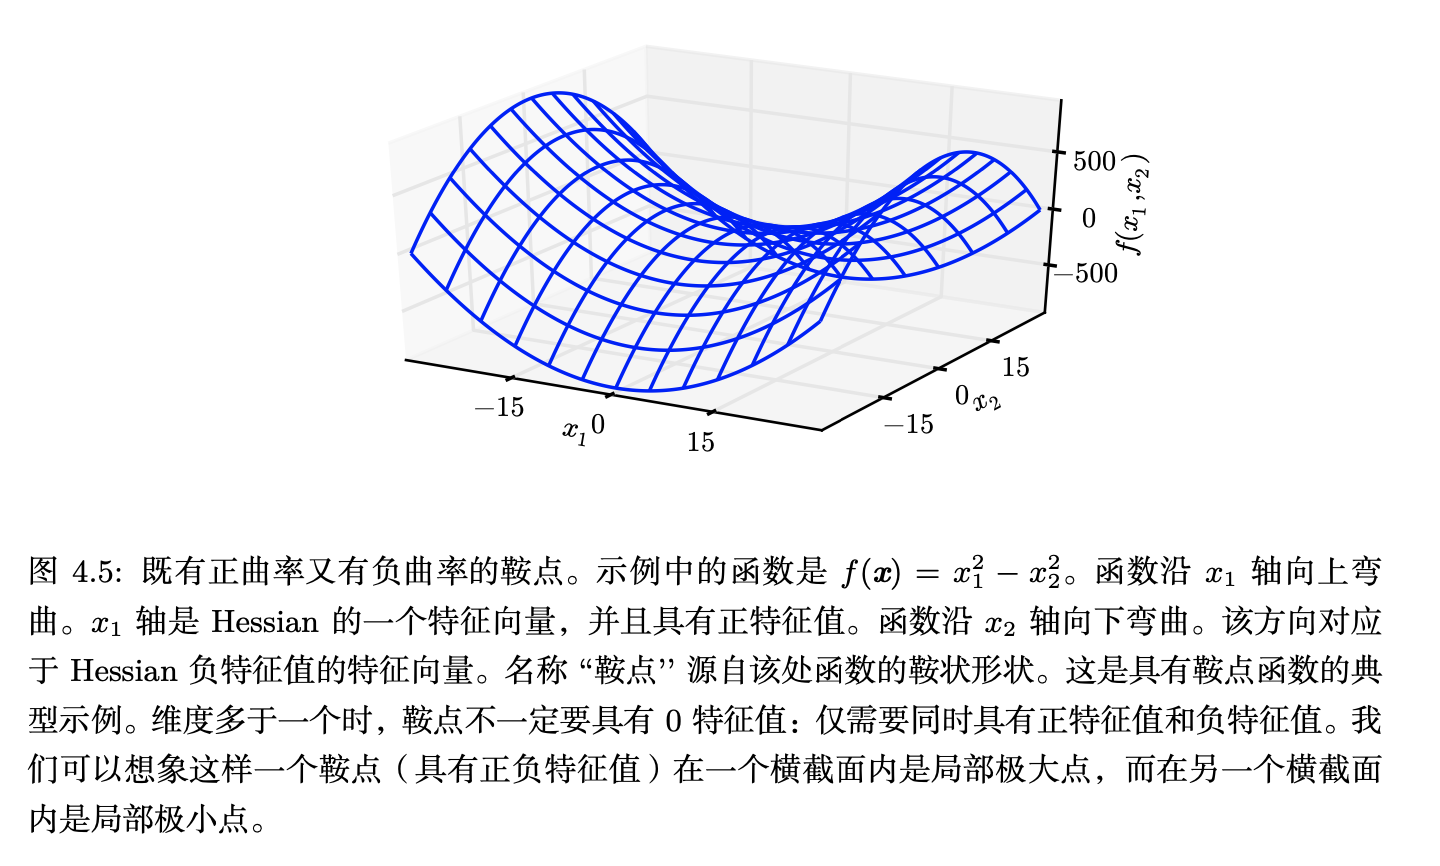 500
0
−500
f(x₁,x₂)
15
0
x₂
−15
−15
x₁
0
15
图 4.5: 既有正曲率又有负曲率的鞍点。示例中的函数是 f(𝒙) = x₁² − x₂²。函数沿 x₁ 轴向上弯
曲。x₁ 轴是 Hessian 的一个特征向量，并且具有正特征值。函数沿 x₂ 轴向下弯曲。该方向对应
于 Hessian 负特征值的特征向量。名称 “鞍点’’ 源自该处函数的鞍状形状。这是具有鞍点函数的典
型示例。维度多于一个时，鞍点不一定要具有 0 特征值：仅需要同时具有正特征值和负特征值。我
们可以想象这样一个鞍点（具有正负特征值）在一个横截面内是局部极大点，而在另一个横截面
内是局部极小点。